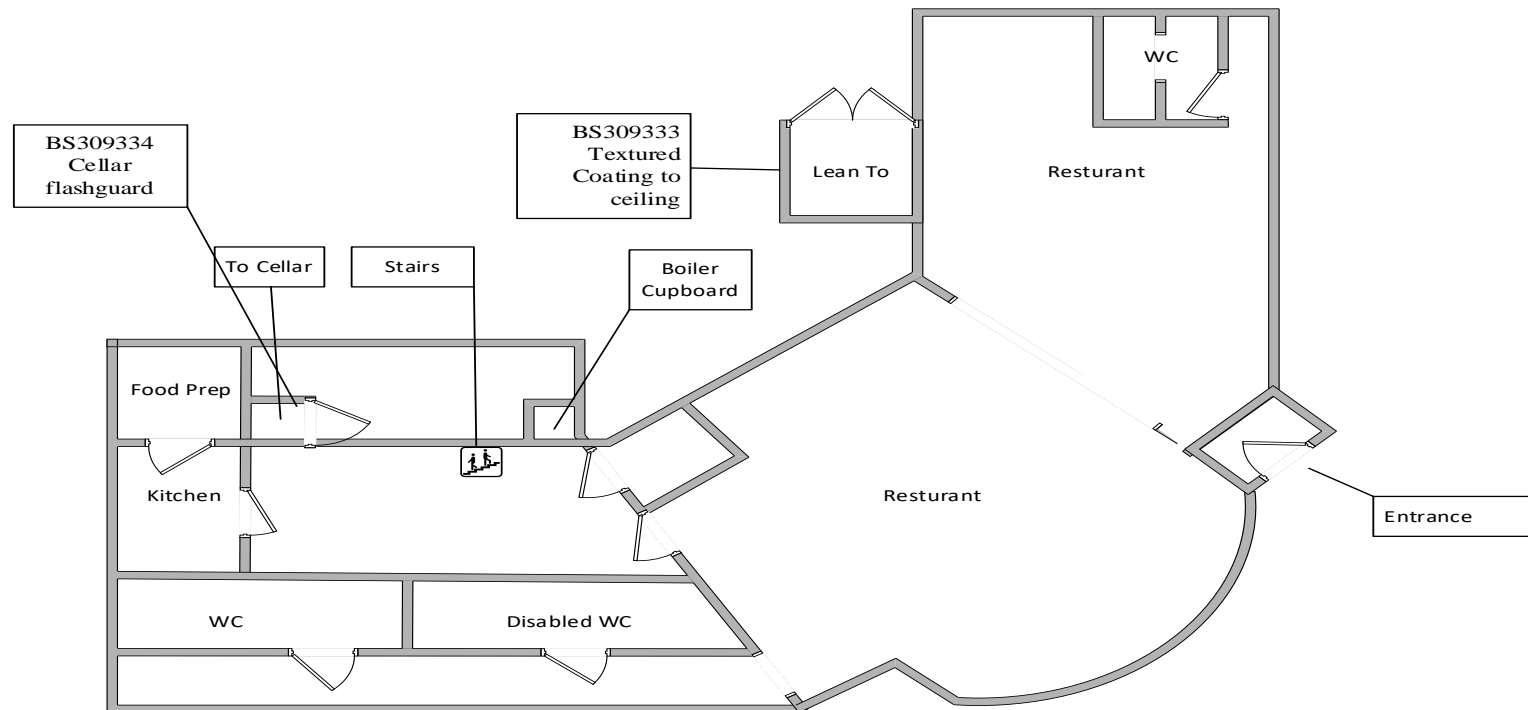 WC
BS309333
Textured
Coating to
ceiling
BS309334
Cellar
flashguard
Lean To
Resturant
To Cellar
Stairs
Boiler
Cupboard
Food Prep
Kitchen
Resturant
Entrance
WC
Disabled WC